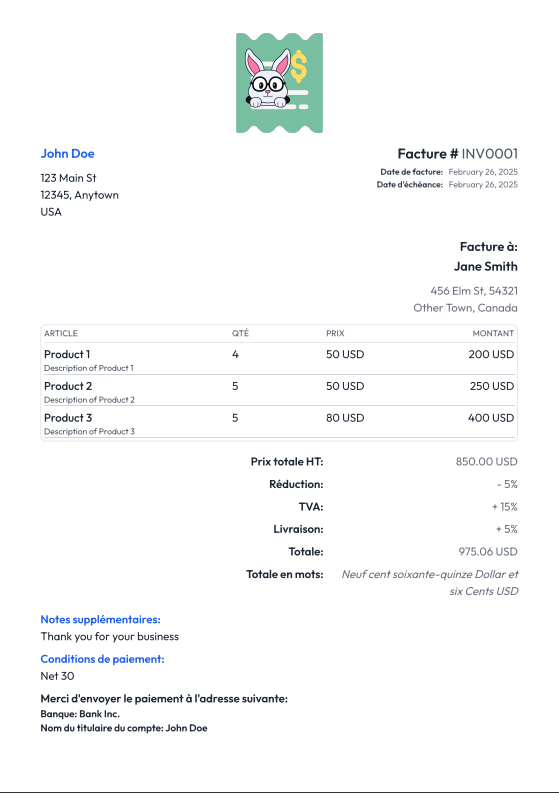 $
John Doe
123 Main St
12345, Anytown
USA
Facture # INV0001
Date de facture: February 26, 2025
Date d'échéance: February 26, 2025
Facture à:
Jane Smith
456 Elm St, 54321
Other Town, Canada
ARTICLE QTÉ PRIX MONTANT
Product 1 4 50 USD 200 USD
Description of Product 1
Product 2 5 50 USD 250 USD
Description of Product 2
Product 3 5 80 USD 400 USD
Description of Product 3
Prix totale HT: 850.00 USD
Réduction: - 5%
TVA: + 15%
Livraison: + 5%
Totale: 975.06 USD
Totale en mots: Neuf cent soixante-quinze Dollar et
six Cents USD
Notes supplémentaires:
Thank you for your business
Conditions de paiement:
Net 30
Merci d'envoyer le paiement à l'adresse suivante:
Banque: Bank Inc.
Nom du titulaire du compte: John Doe